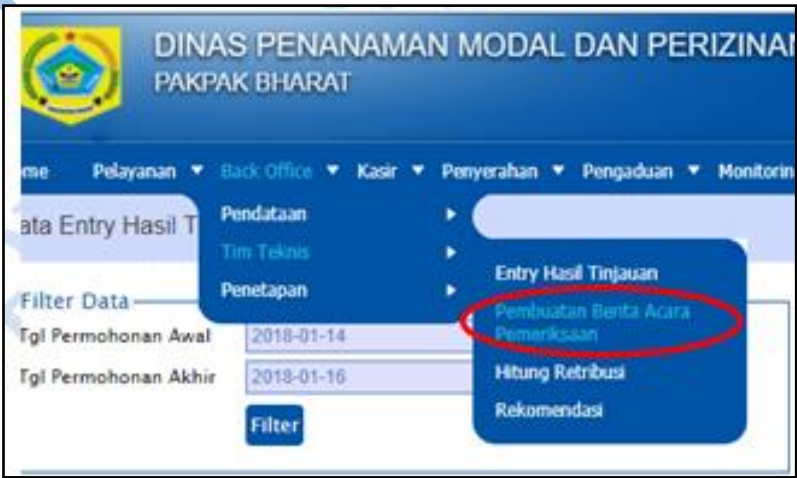 DINAS PENANAMAN MODAL DAN PERIZINAN
PAKPAK BHARAT
ome Pelayanan Back Office Kasir Penyerahan Pengaduan Monitorin
ata Entry Hasil T
Pendataan
Tim Teknis
Penetapan
Entry Hasil Tinjauan
Pembuatan Berita Acara
Pemeriksaan
Hitung Retribusi
Rekomendasi
Filter Data
Tgl Permohonan Awal 2018-01-14
Tgl Permohonan Akhir 2018-01-16
Filter